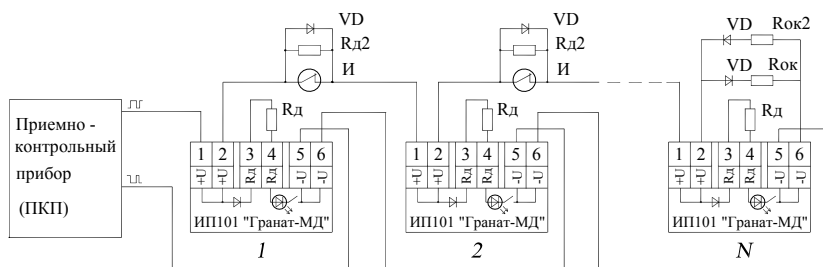 VD
Rд2
И
VD
Rд2
И
VD
Rок2
VD
Rок
Rд
Rд
Rд
Приемно -
контрольный
прибор
(ПКП)
1 2 3 4 5 6
+U +U Rд Rд -U -U
ИП101 "Гранат-МД"
1
1 2 3 4 5 6
+U +U Rд Rд -U -U
ИП101 "Гранат-МД"
2
1 2 3 4 5 6
+U +U Rд Rд -U -U
ИП101 "Гранат-МД"
N